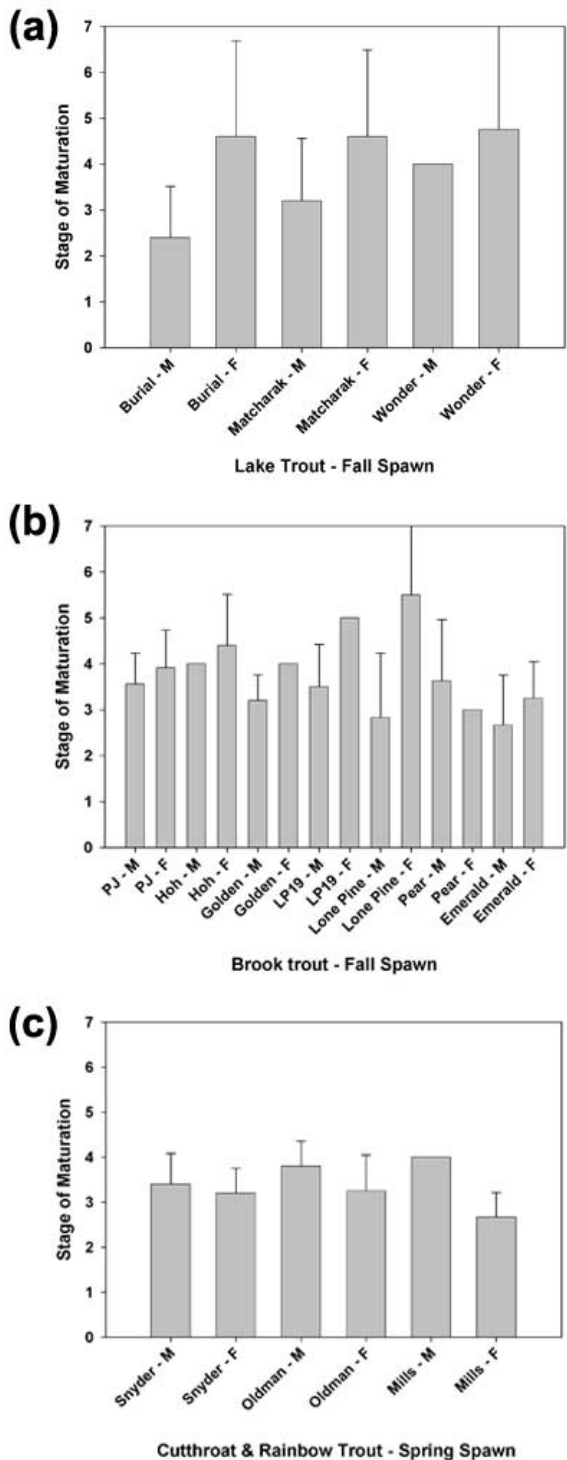 (a)
Stage of Maturation
7
6
5
4
3
2
1
0
Burial - M
Burial - F
Matcharak - M
Matcharak - F
Wonder - M
Wonder - F
Lake Trout - Fall Spawn
(b)
Stage of Maturation
7
6
5
4
3
2
1
0
PJ - M
PJ - F
Hoh - M
Hoh - F
Golden - M
Golden - F
LP19 - M
LP19 - F
Lone Pine - M
Lone Pine - F
Pear - M
Pear - F
Emerald - M
Emerald - F
Brook trout - Fall Spawn
(c)
Stage of Maturation
7
6
5
4
3
2
1
0
Snyder - M
Snyder - F
Oldman - M
Oldman - F
Mills - M
Mills - F
Cutthroat & Rainbow Trout - Spring Spawn